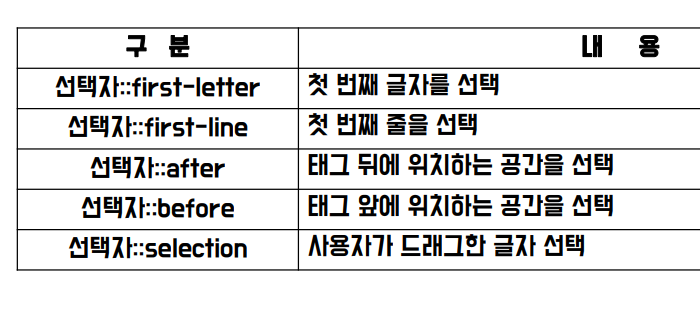 구 분 내 용
선택자::first-letter 첫 번째 글자를 선택
선택자::first-line 첫 번째 줄을 선택
선택자::after 태그 뒤에 위치하는 공간을 선택
선택자::before 태그 앞에 위치하는 공간을 선택
선택자::selection 사용자가 드래그한 글자 선택